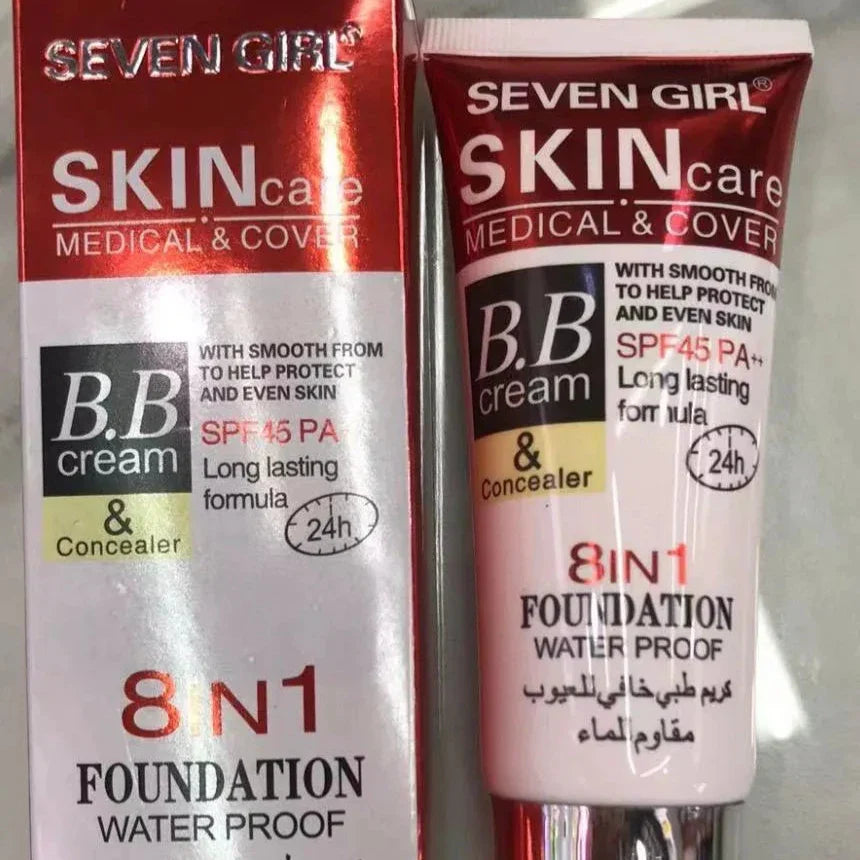 SEVEN GIRL®
SKINcare
MEDICAL & COVER
B.B
cream
& 
Concealer
WITH SMOOTH FROM
TO HELP PROTECT
AND EVEN SKIN
SPF45 PA
Long lasting
formula
24h
8IN1
FOUNDATION
WATER PROOF
SEVEN GIRL®
SKINcare
MEDICAL & COVER
B.B
cream
&
Concealer
WITH SMOOTH FROM
TO HELP PROTECT
AND EVEN SKIN
SPF45 PA++
Long lasting
formula
24h
8IN1
FOUNDATION
WATER PROOF
كريم طبي خافي للعيوب
مقاوم للماء